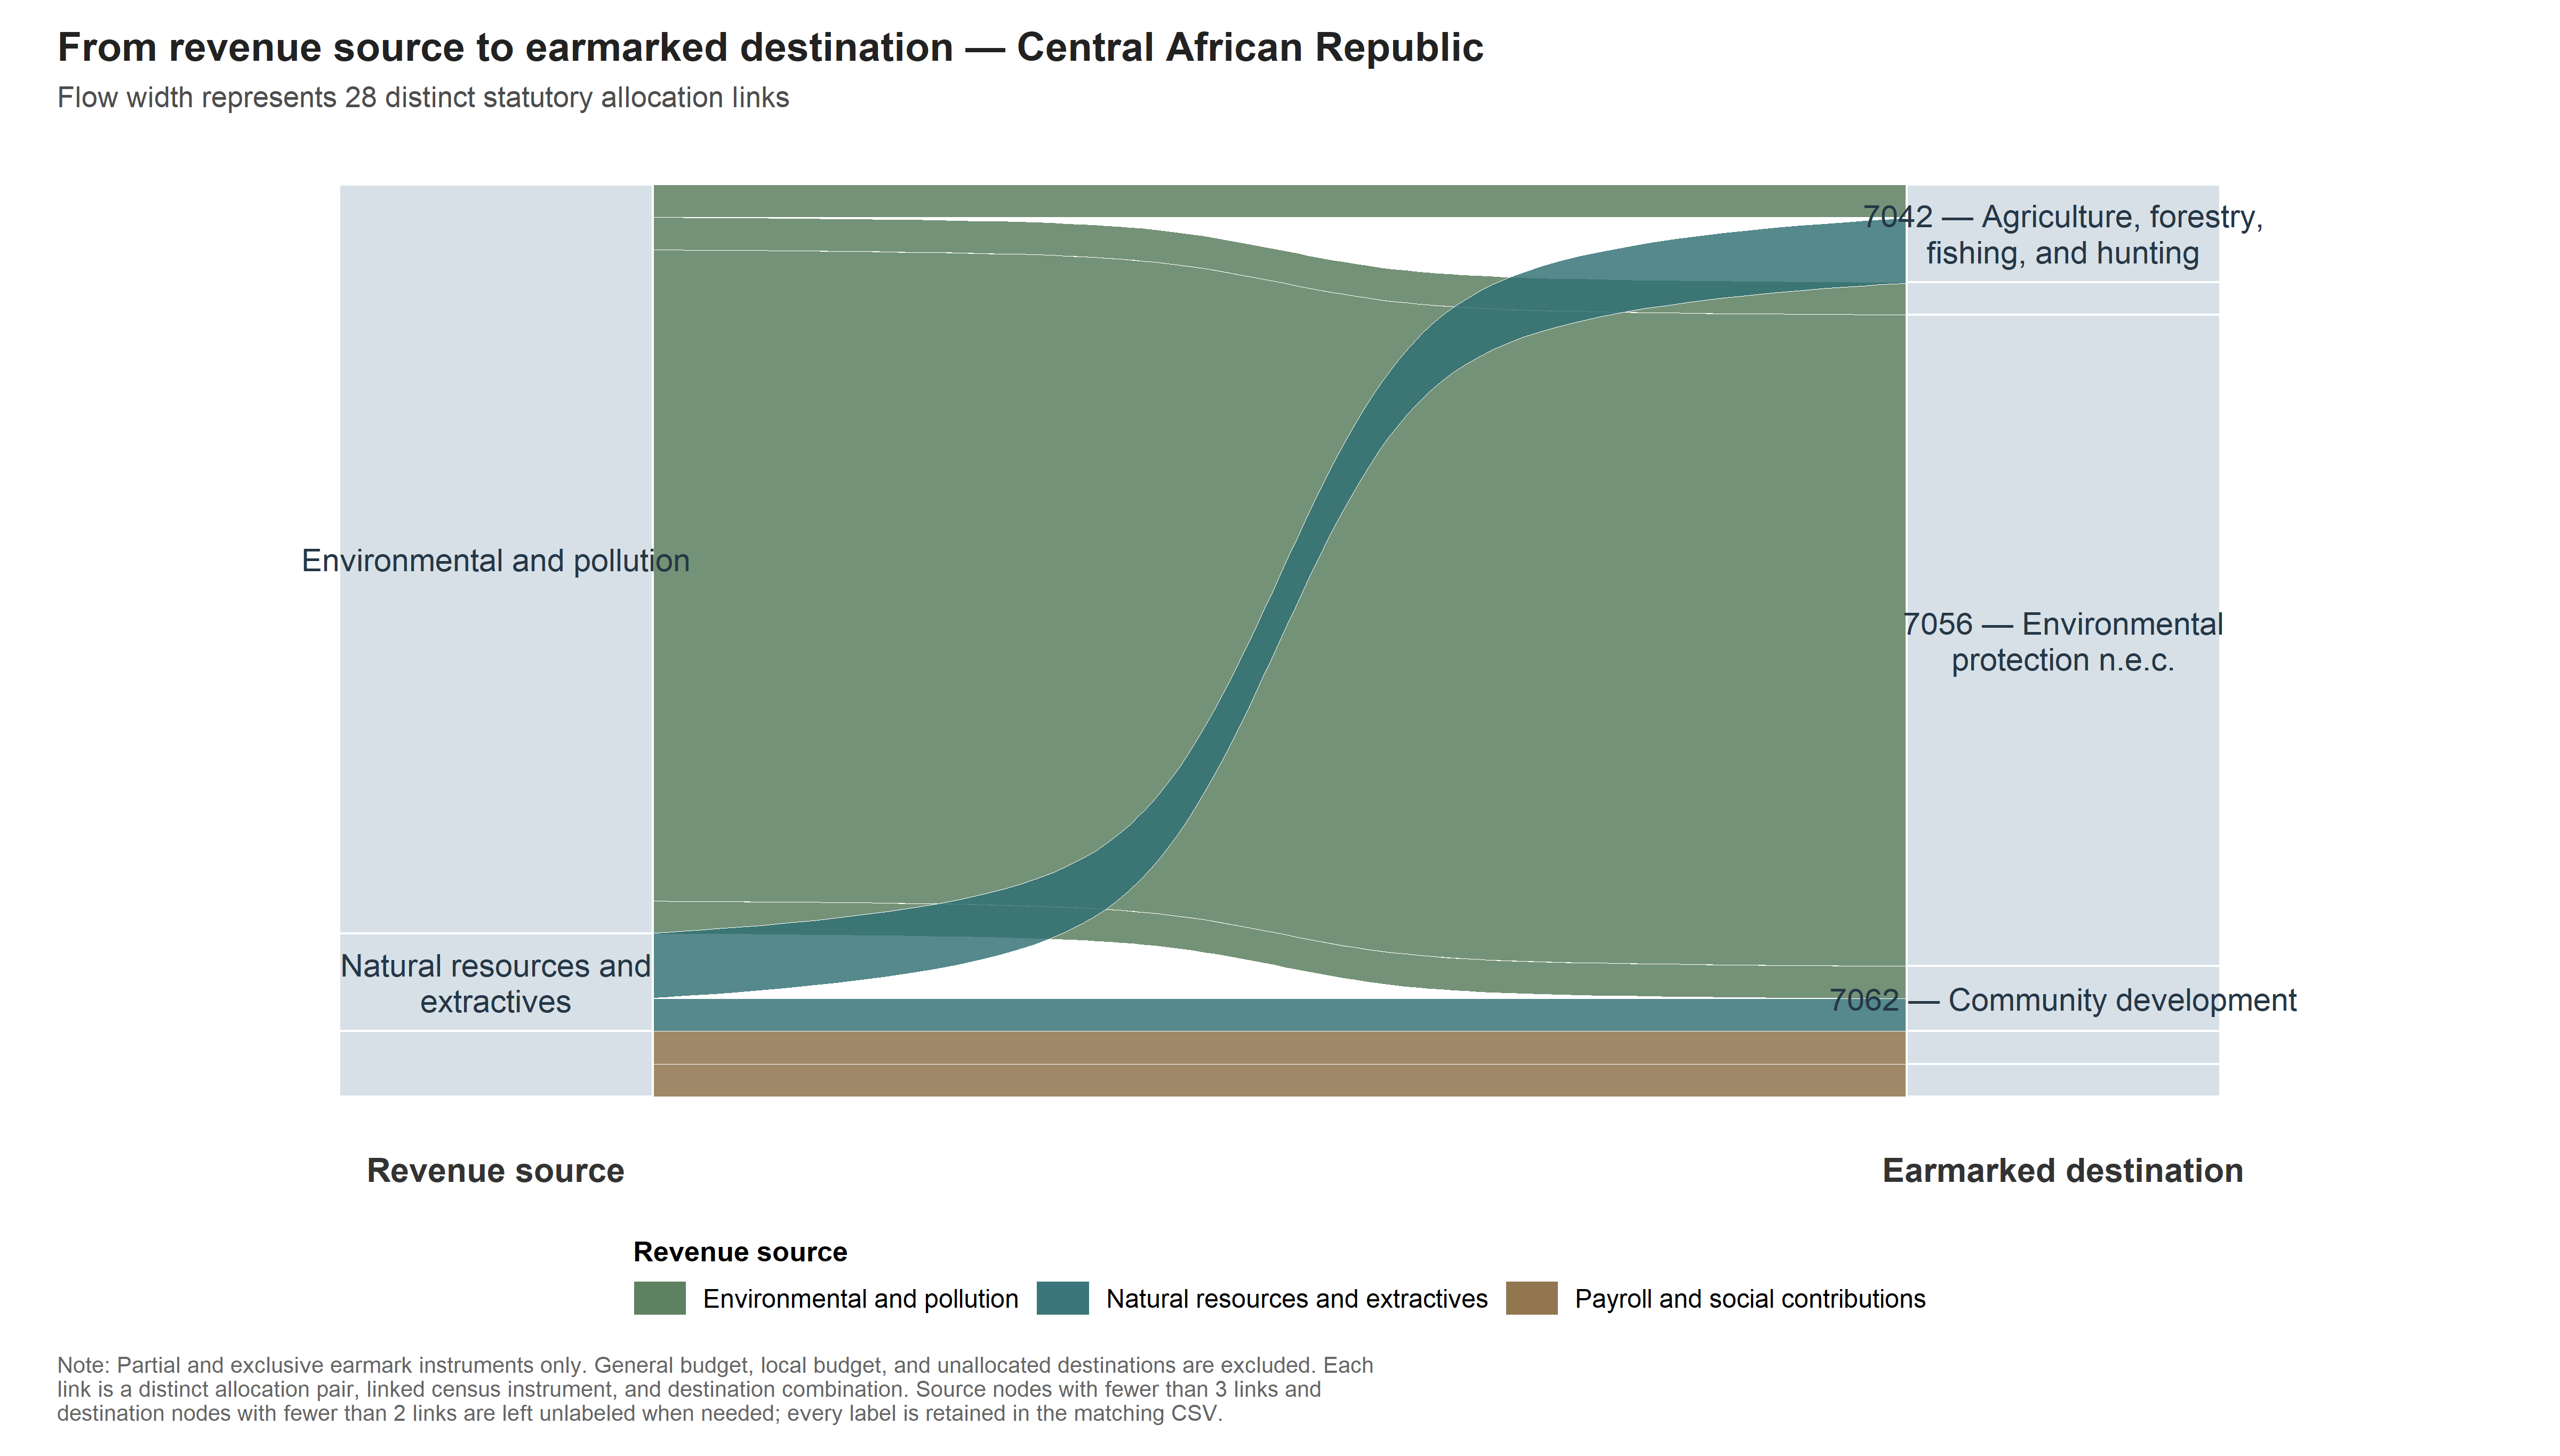 From revenue source to earmarked destination — Central African Republic
Flow width represents 28 distinct statutory allocation links
7042 — Agriculture, forestry,
fishing, and hunting
Environmental and pollution
7056 — Environmental
protection n.e.c.
Natural resources and
extractives
7062 — Community development
Revenue source
Earmarked destination
Revenue source
Environmental and pollution
Natural resources and extractives
Payroll and social contributions
Note: Partial and exclusive earmark instruments only. General budget, local budget, and unallocated destinations are excluded. Each
link is a distinct allocation pair, linked census instrument, and destination combination. Source nodes with fewer than 3 links and
destination nodes with fewer than 2 links are left unlabeled when needed; every label is retained in the matching CSV.